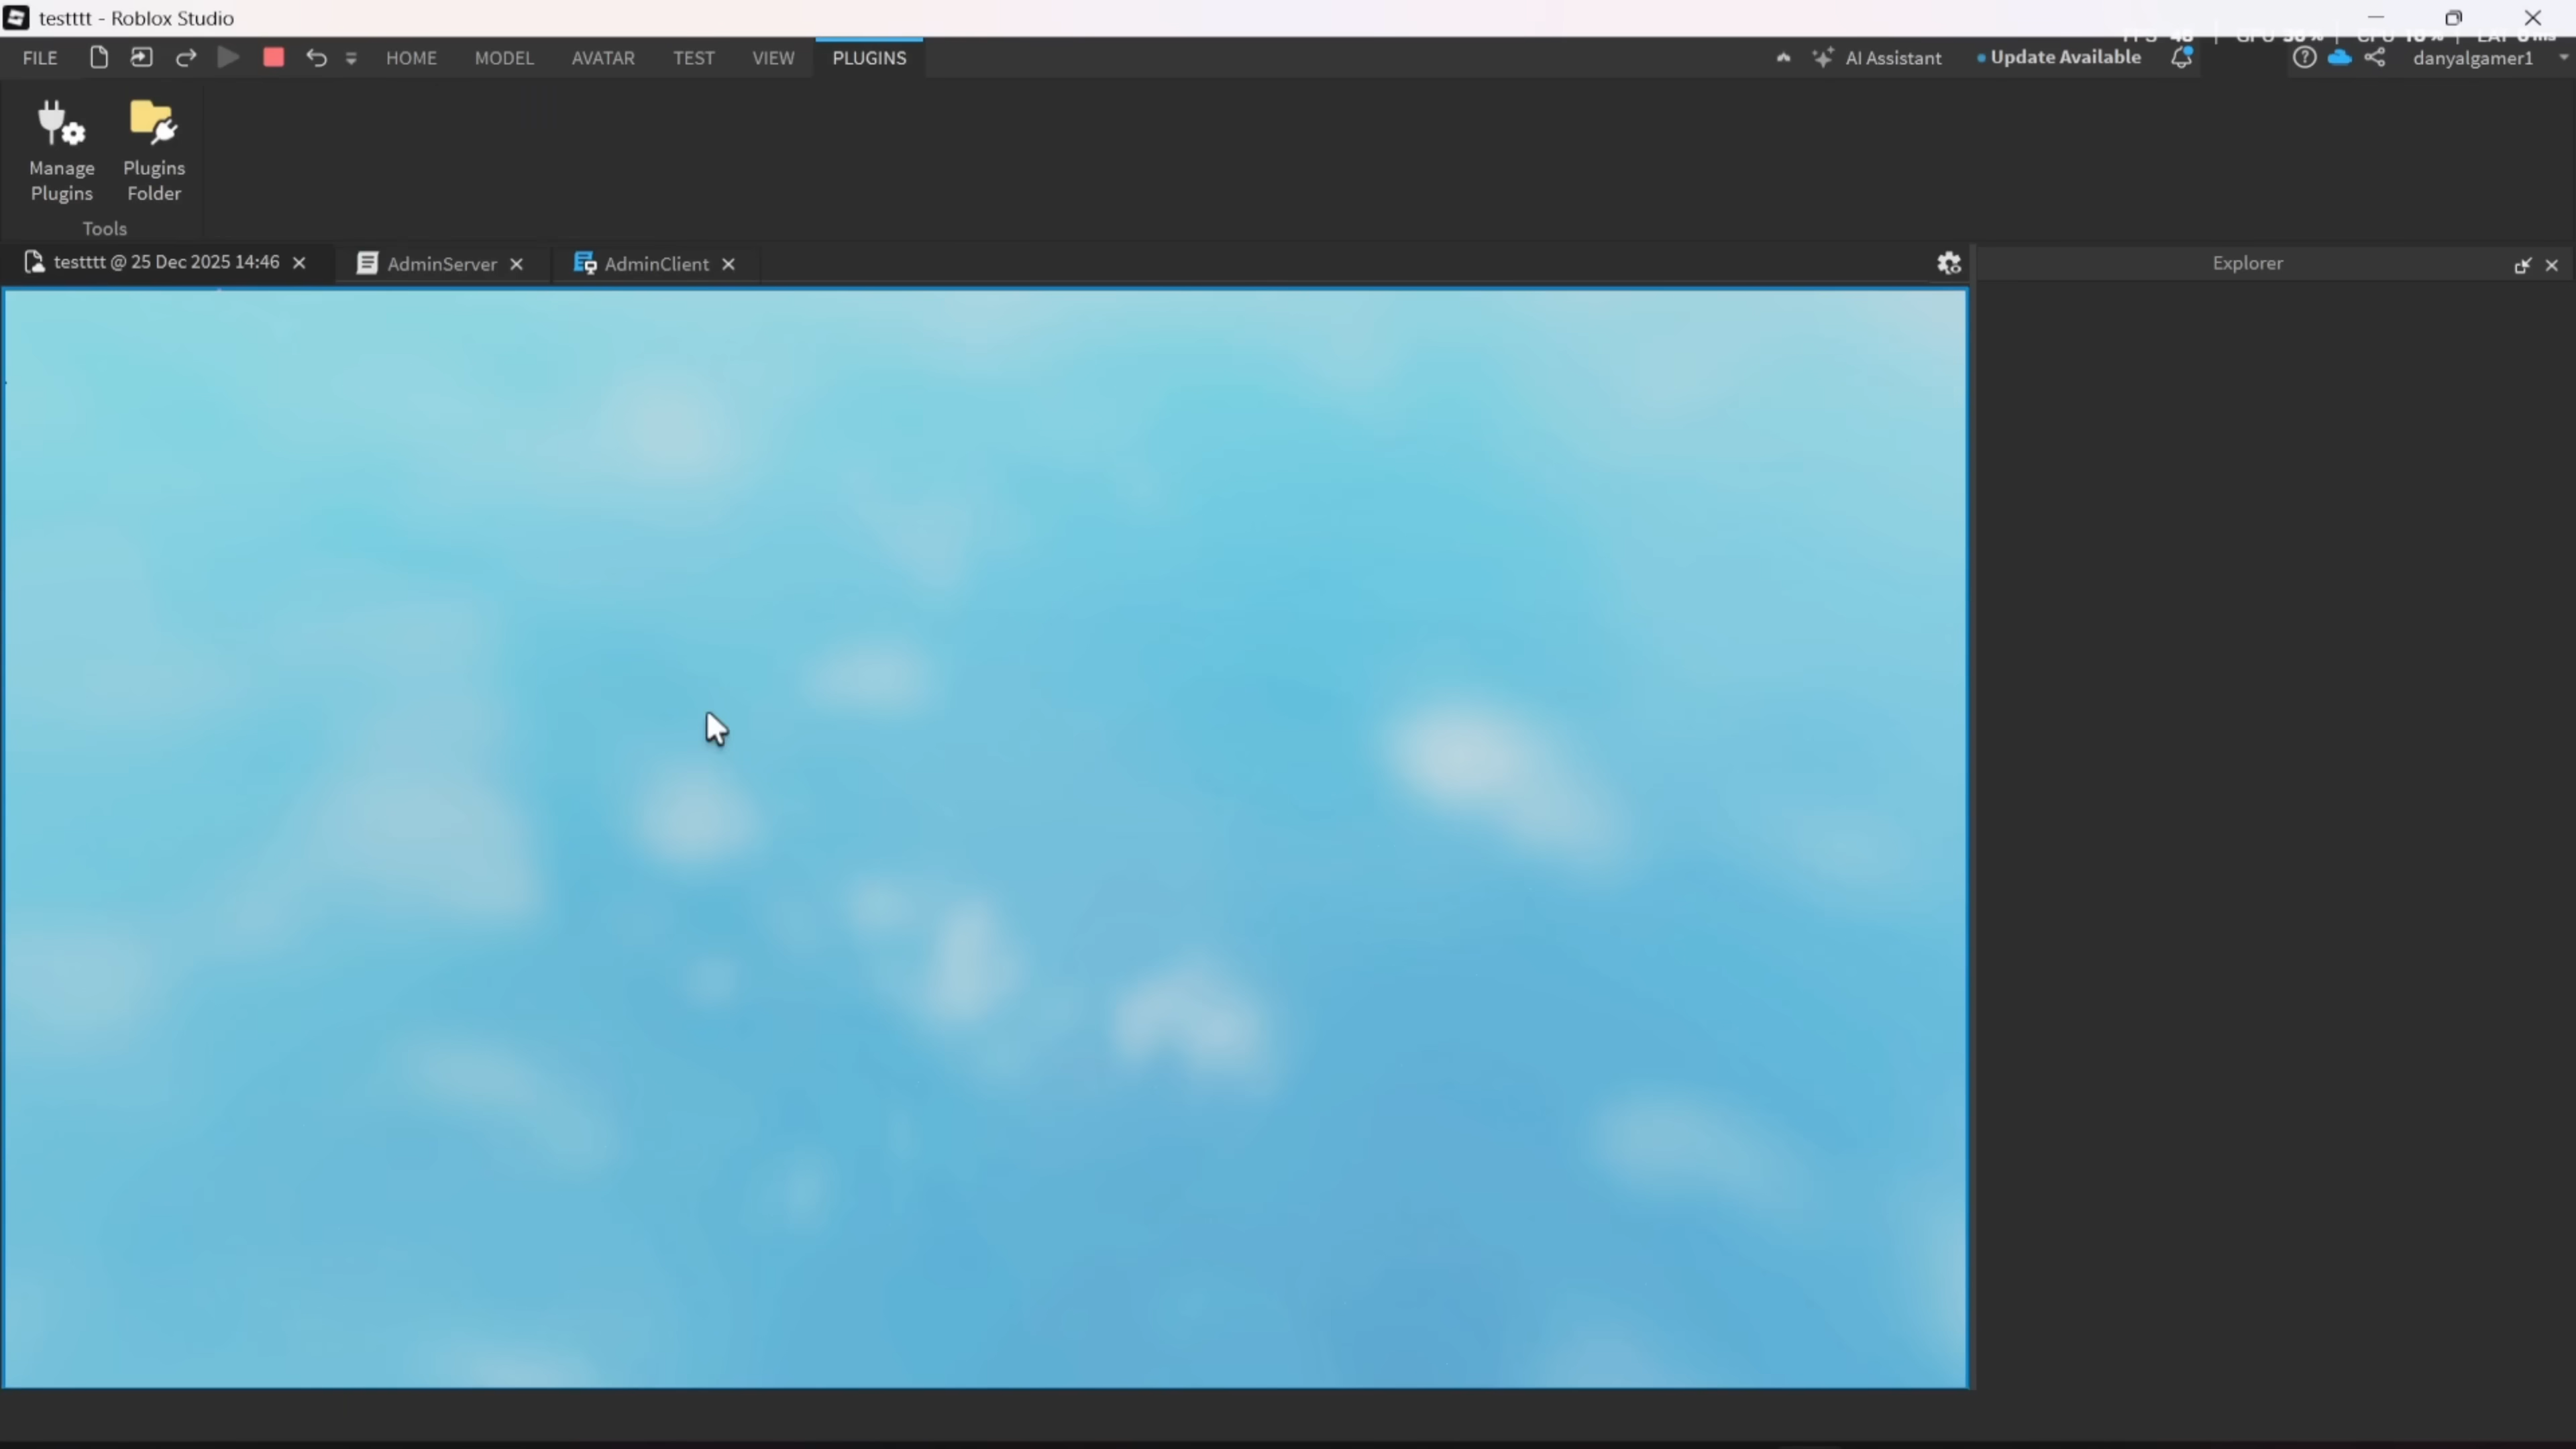 testttt - Roblox Studio
FILE HOME MODEL AVATAR TEST VIEW PLUGINS AI Assistant Update Available danyalgamer1
Manage Plugins
Plugins Folder
Tools
testttt @ 25 Dec 2025 14:46 AdminServer AdminClient Explorer